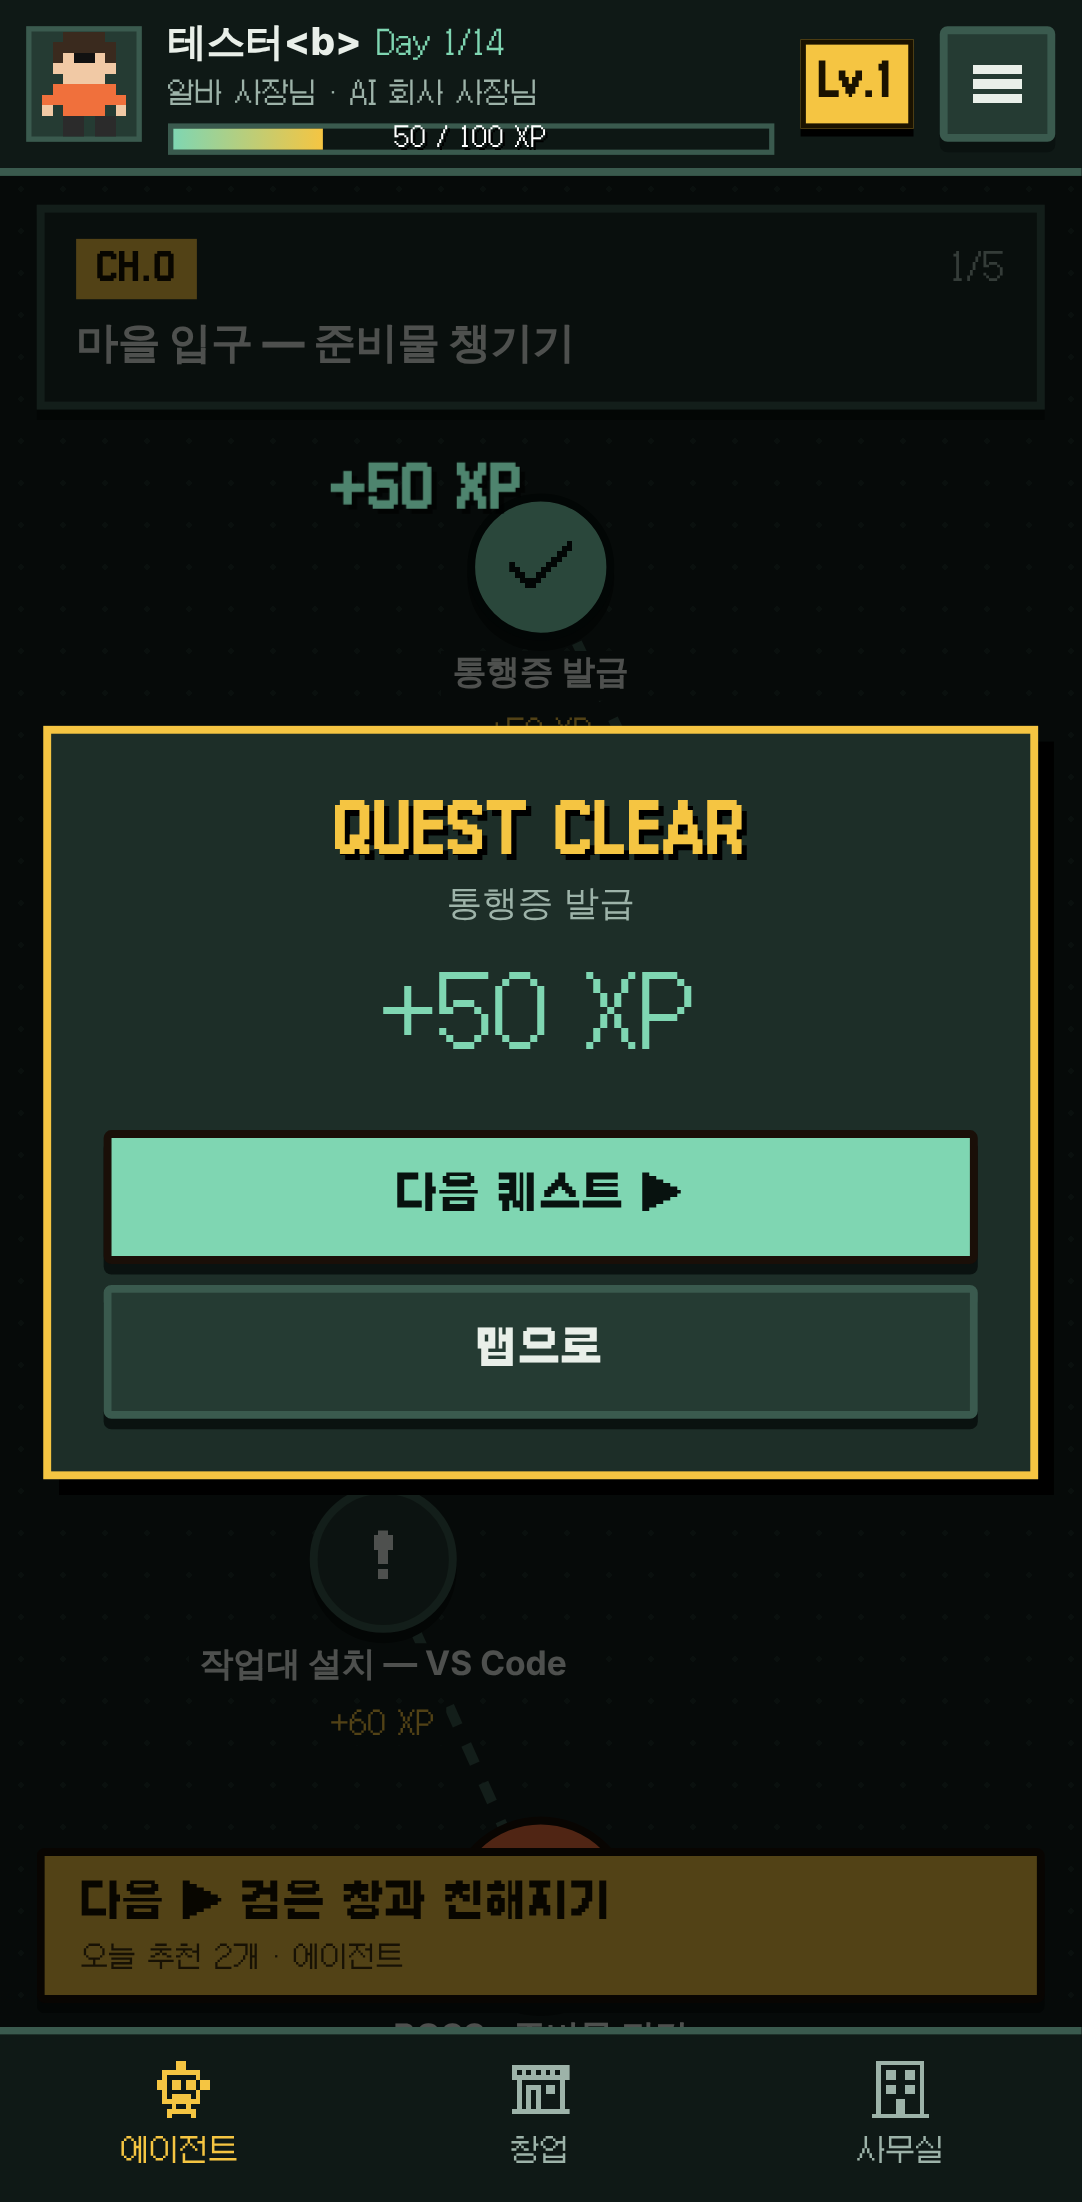 테스터<b> Day 1/14
알바 사장님 · AI 회사 사장님
50 / 100 XP
Lv.1
CH.0
1/5
마을 입구 — 준비물 챙기기
+50 XP
통행증 발급
+50 XP
QUEST CLEAR
통행증 발급
+50 XP
다음 퀘스트 ▶
맵으로
!
작업대 설치 — VS Code
+60 XP
다음 ▶ 검은 창과 친해지기
오늘 추천 2개 · 에이전트
에이전트
창업
사무실